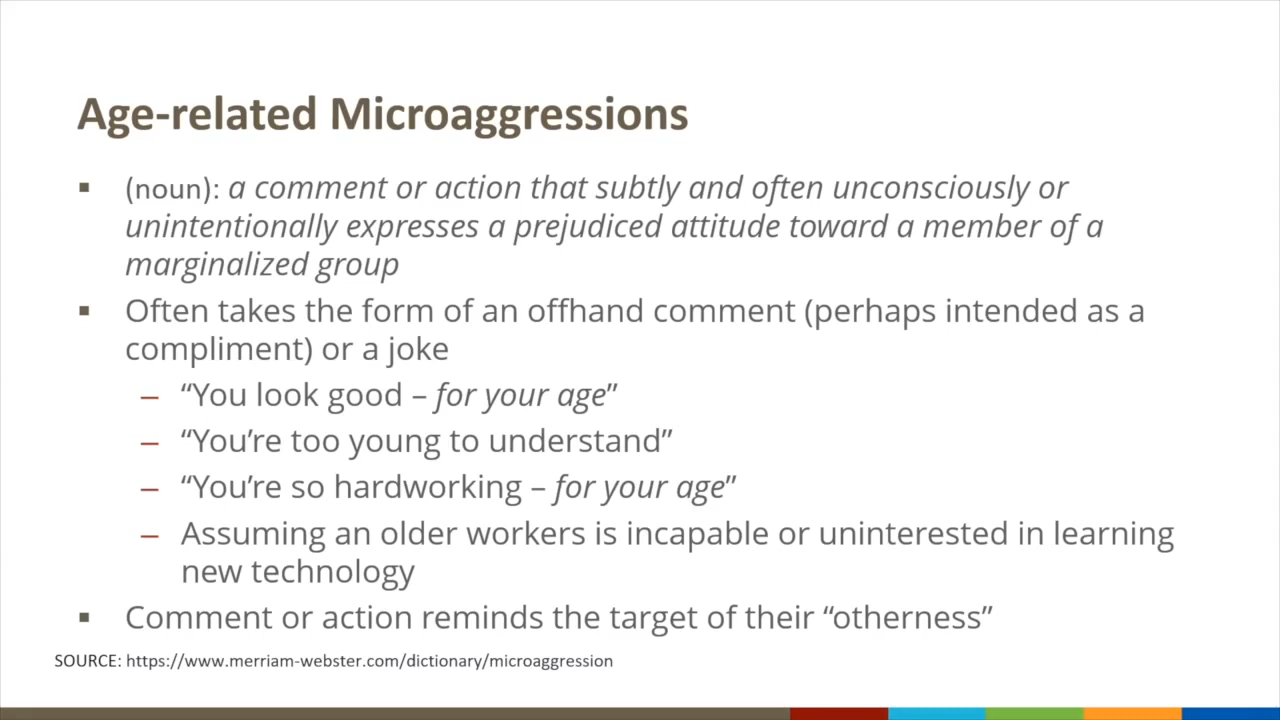 Age-related Microaggressions
▪ (noun): a comment or action that subtly and often unconsciously or
unintentionally expresses a prejudiced attitude toward a member of a
marginalized group
▪ Often takes the form of an offhand comment (perhaps intended as a
compliment) or a joke
– “You look good – for your age”
– “You’re too young to understand”
– “You’re so hardworking – for your age”
– Assuming an older workers is incapable or uninterested in learning
new technology
▪ Comment or action reminds the target of their “otherness”
SOURCE: https://www.merriam-webster.com/dictionary/microaggression